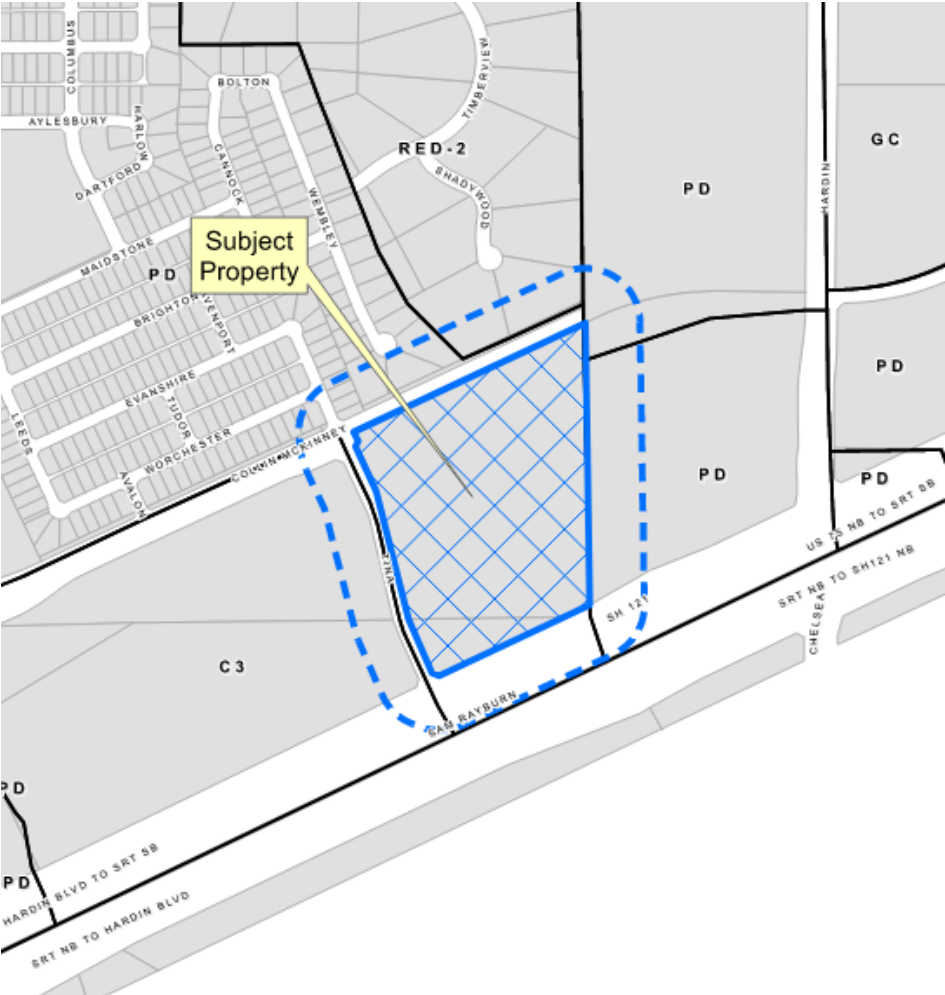 COLUMBUS
BOLTON
TIMBERVIEW
AYLESBURY
HARLOW
RED-2
GC
CANNOCK
DARTFORD
SHADYWOOD
PD
HARDIN
WEMBLEY
Subject
Property
MAIDSTONE
PD
BRIGHTON
VENPORT
PD
EVANSHIRE
TUDOR
LEEDS
WORCHESTER
COLLIN MCKINNEY
AVALON
PD
PD
US 75 NB TO SRT SB
TINA
SRT NB TO SH121 NB
SH 121
CHELSEA
C3
SAM RAYBURN
PD
HARDIN BLVD TO SRT SB
PD
SRT NB TO HARDIN BLVD